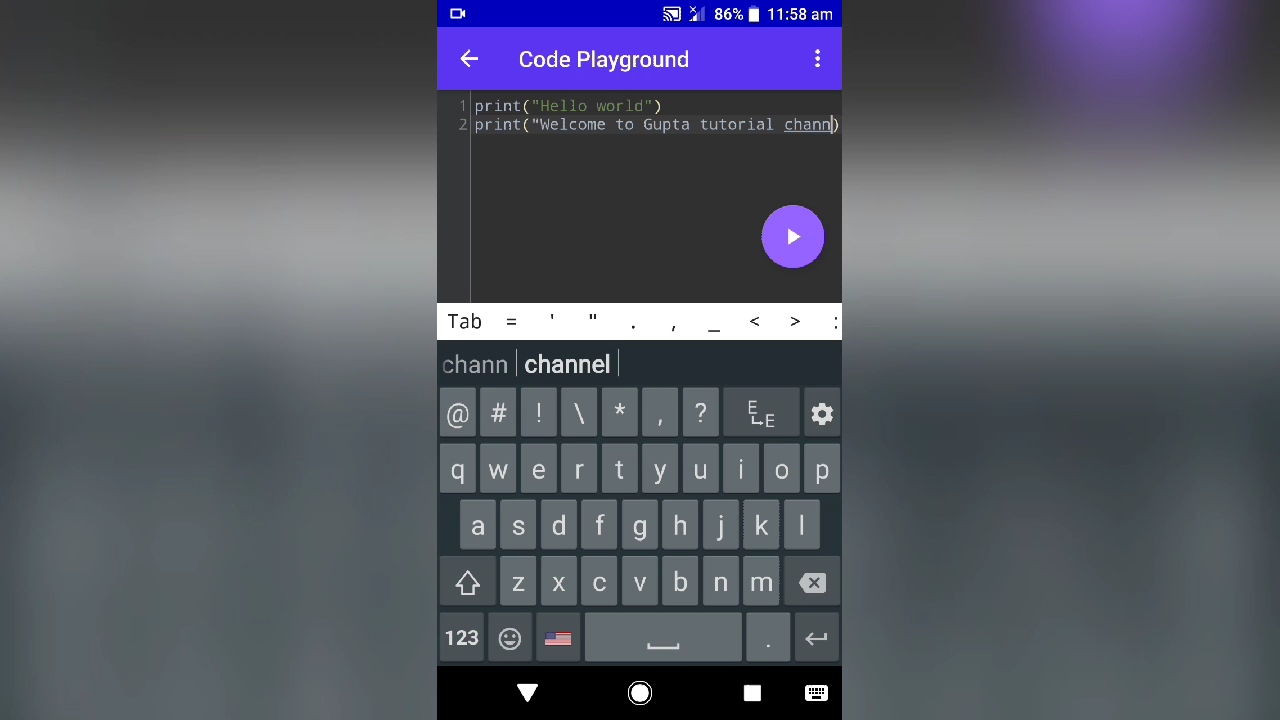 86% 11:58 am
Code Playground
1 print("Hello world")
2 print("Welcome to Gupta tutorial chann)
Tab = ' " . , _ < > :
chann channel
@ # ! \ * , ? E E
q w e r t y u i o p
a s d f g h j k l
z x c v b n m
123 .